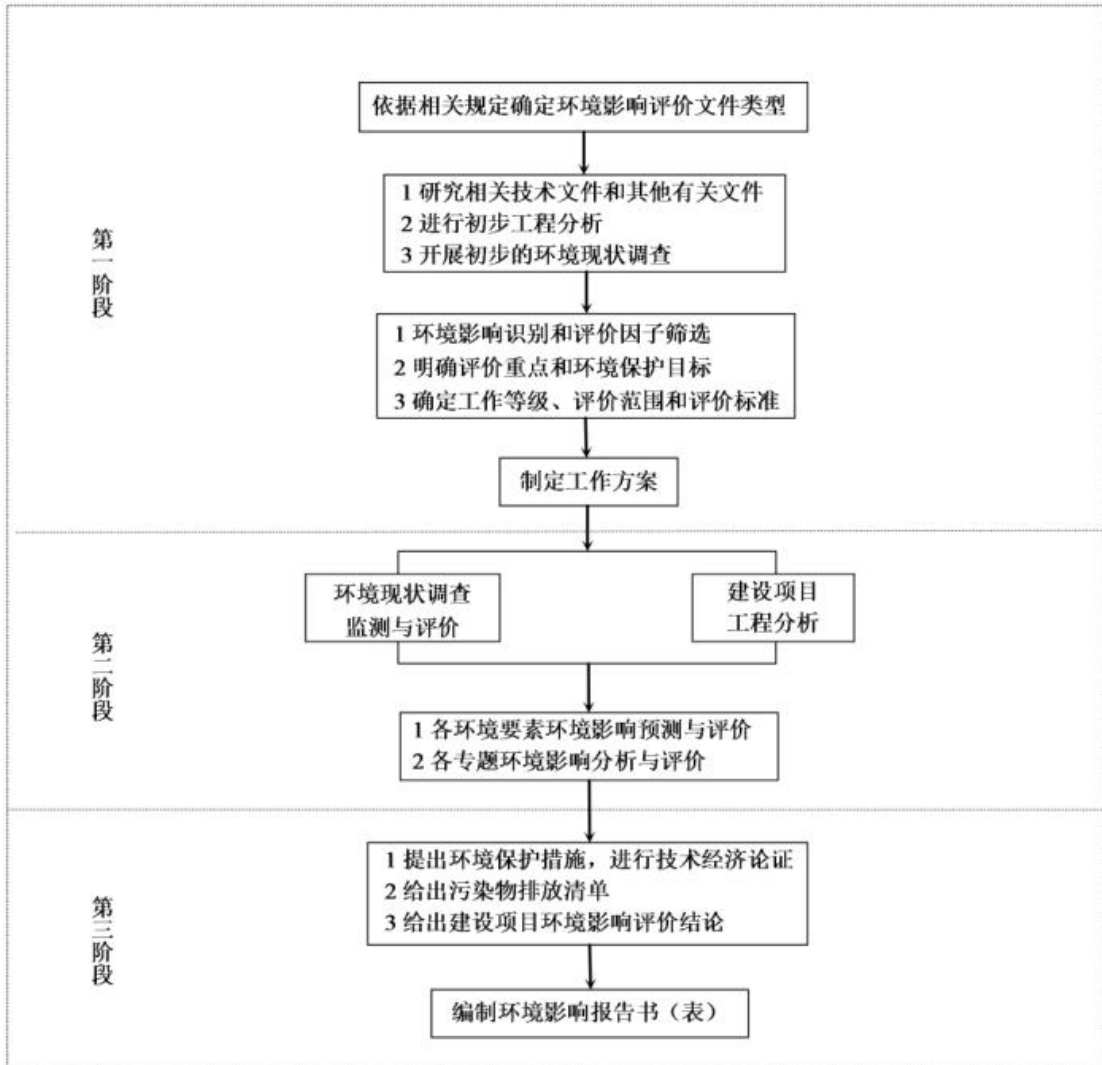 依据相关规定确定环境影响评价文件类型
1 研究相关技术文件和其他有关文件
2 进行初步工程分析
3 开展初步的环境现状调查
第一阶段
1 环境影响识别和评价因子筛选
2 明确评价重点和环境保护目标
3 确定工作等级、评价范围和评价标准
制定工作方案
环境现状调查
监测与评价
建设项目
工程分析
第二阶段
1 各环境要素环境影响预测与评价
2 各专题环境影响分析与评价
1 提出环境保护措施，进行技术经济论证
2 给出污染物排放清单
3 给出建设项目环境影响评价结论
第三阶段
编制环境影响报告书（表）